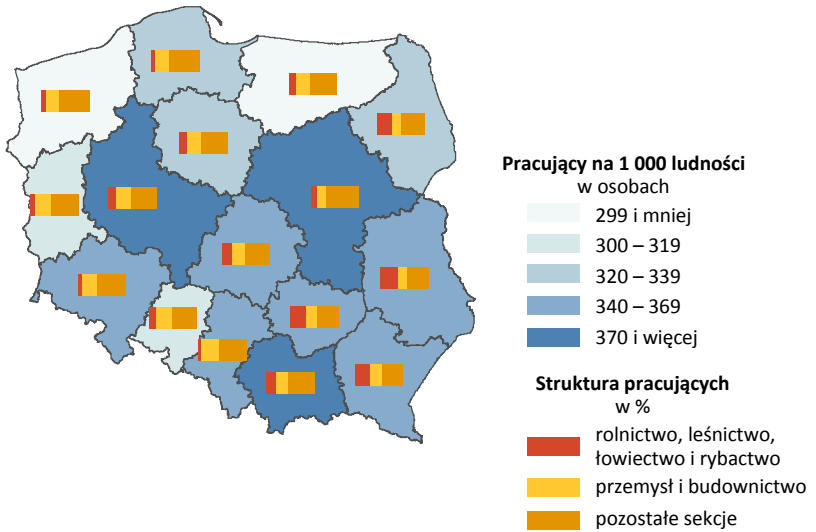 Pracujący na 1 000 ludności
w osobach
299 i mniej
300 – 319
320 – 339
340 – 369
370 i więcej
Struktura pracujących
w %
rolnictwo, leśnictwo,
łowiectwo i rybactwo
przemysł i budownictwo
pozostałe sekcje